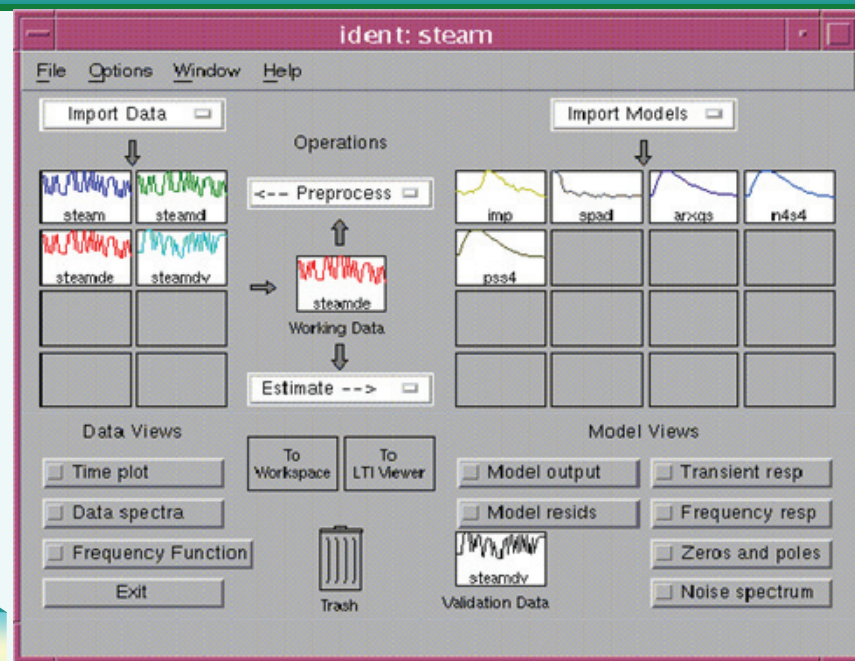 ident: steam
File Options Window Help
Import Data
Import Models
Operations
<-- Preprocess
steam
steamd
steamde
steamdv
imp
spad
arxqs
n4s4
pss4
steamde
Working Data
Estimate -->
Data Views
Model Views
To Workspace
To LTI Viewer
Time plot
Data spectra
Frequency Function
Exit
Trash
Model output
Transient resp
Model resids
Frequency resp
steamdv
Validation Data
Zeros and poles
Noise spectrum